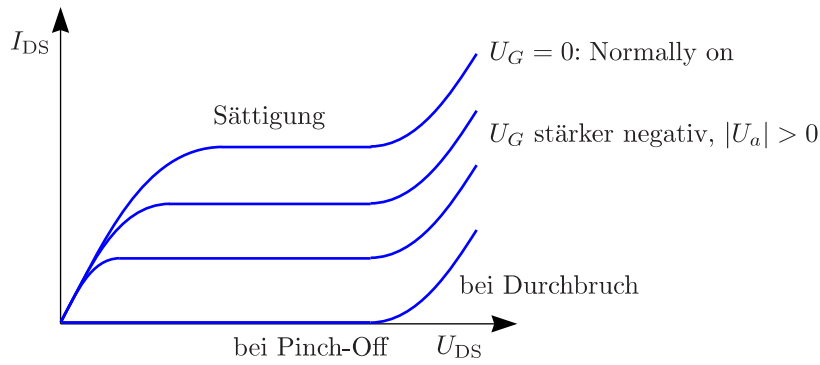 I_DS
U_G = 0: Normally on
Sättigung
U_G stärker negativ, |U_a| > 0
bei Durchbruch
bei Pinch-Off
U_DS